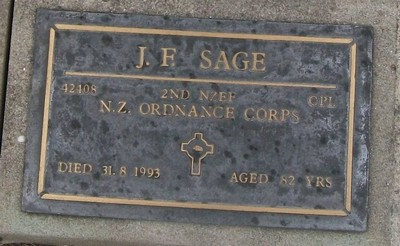 J. F. SAGE
42408 2ND NZEF CPL
N.Z. ORDNANCE CORPS
DIED 31.8 1993 AGED 82 YRS